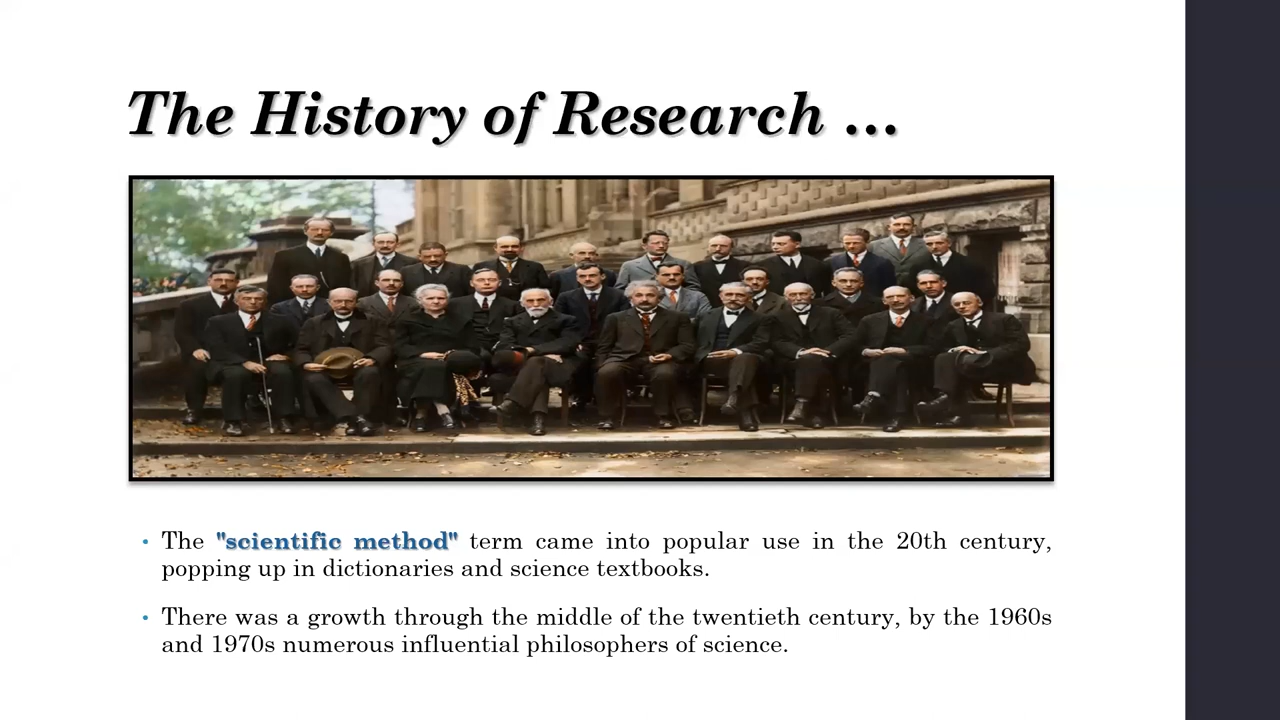 The History of Research ...
• The "scientific method" term came into popular use in the 20th century,
popping up in dictionaries and science textbooks.
• There was a growth through the middle of the twentieth century, by the 1960s
and 1970s numerous influential philosophers of science.